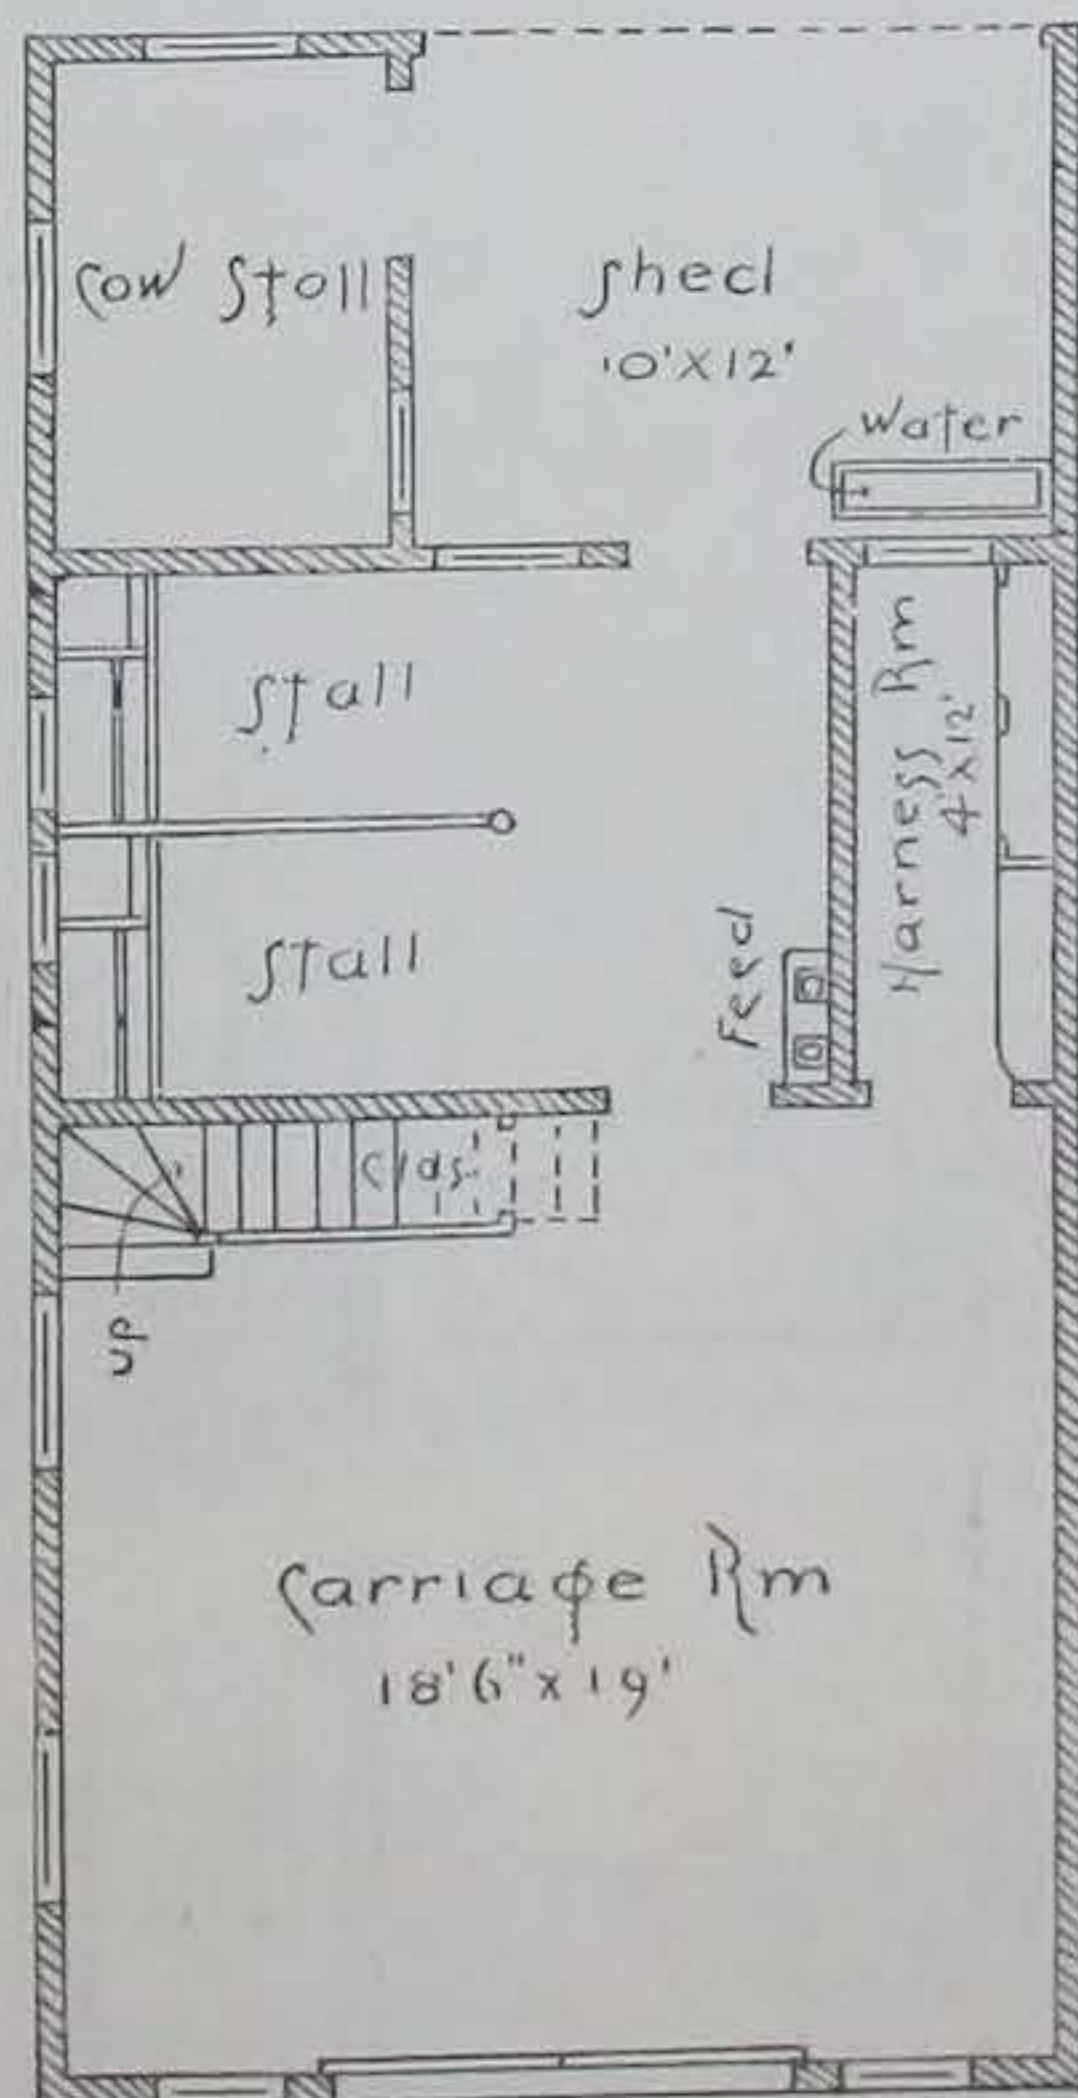 Cow Stall
Shed
10'X12'
Water
Stall
Harness Rm
4'X12'
Stall
Feed
Clos.
UP
Carriage Rm
18'6"x19'